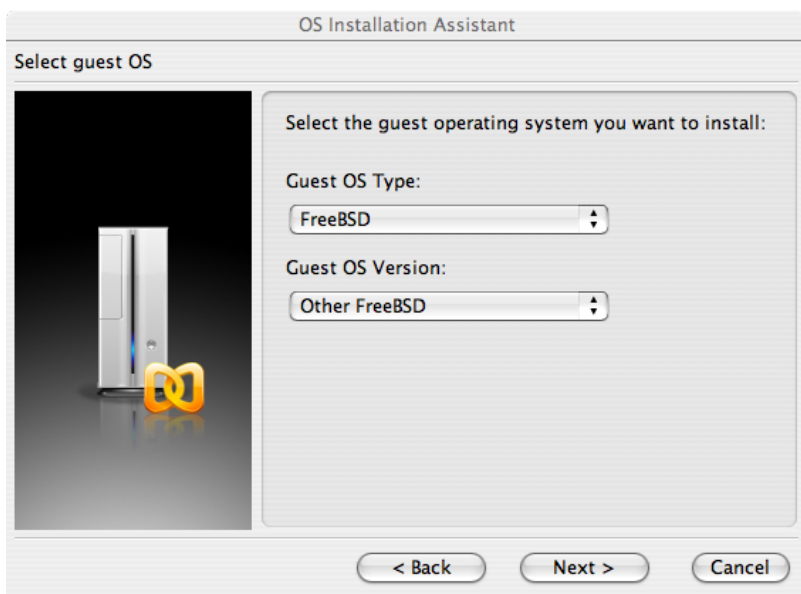 OS Installation Assistant
Select guest OS
Select the guest operating system you want to install:
Guest OS Type:
FreeBSD
Guest OS Version:
Other FreeBSD
< Back
Next >
Cancel